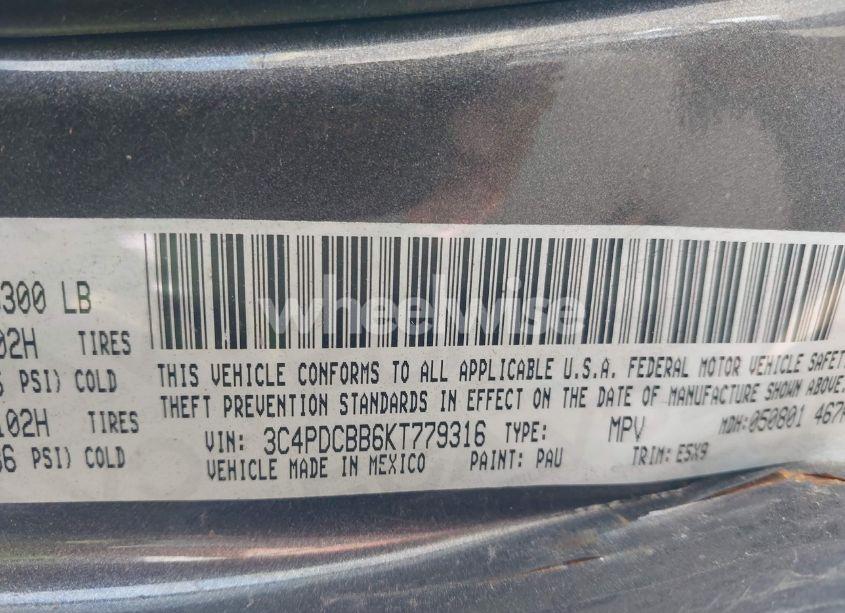 300 LB
02H TIRES
PSI) COLD
102H TIRES
36 PSI) COLD
wheelwise
THIS VEHICLE CONFORMS TO ALL APPLICABLE U.S.A. FEDERAL MOTOR VEHICLE SAFETY
THEFT PREVENTION STANDARDS IN EFFECT ON THE DATE OF MANUFACTURE SHOWN ABOVE.
VIN: 3C4PDCBB6KT779316 TYPE: MPV MDH:050801 467
VEHICLE MADE IN MEXICO PAINT: PAU TRIM: E5X9